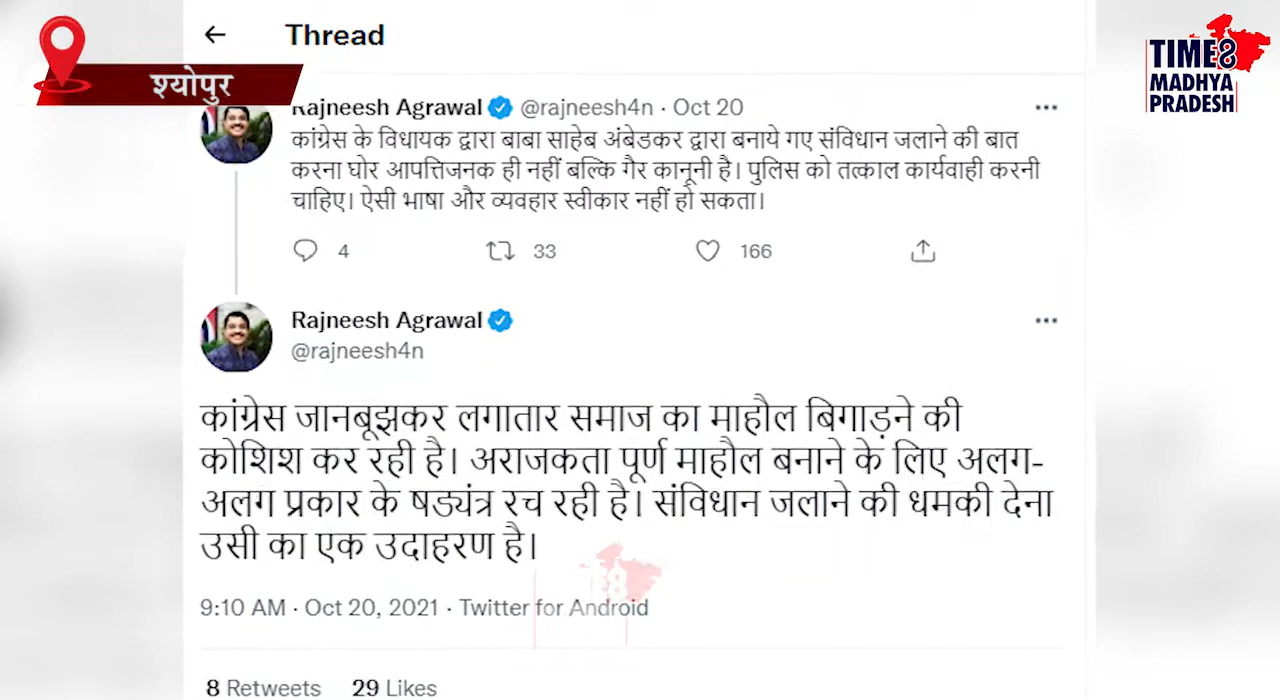 Thread
श्योपुर
TIME8
MADHYA
PRADESH
Rajneesh Agrawal @rajneesh4n · Oct 20
कांग्रेस के विधायक द्वारा बाबा साहेब अंबेडकर द्वारा बनाये गए संविधान जलाने की बात
करना घोर आपत्तिजनक ही नहीं बल्कि गैर कानूनी है। पुलिस को तत्काल कार्यवाही करनी
चाहिए। ऐसी भाषा और व्यवहार स्वीकार नहीं हो सकता।
4 33 166
Rajneesh Agrawal
@rajneesh4n
कांग्रेस जानबूझकर लगातार समाज का माहौल बिगाड़ने की
कोशिश कर रही है। अराजकता पूर्ण माहौल बनाने के लिए अलग-
अलग प्रकार के षड्यंत्र रच रही है। संविधान जलाने की धमकी देना
उसी का एक उदाहरण है।
9:10 AM · Oct 20, 2021 · Twitter for Android
8 Retweets 29 Likes